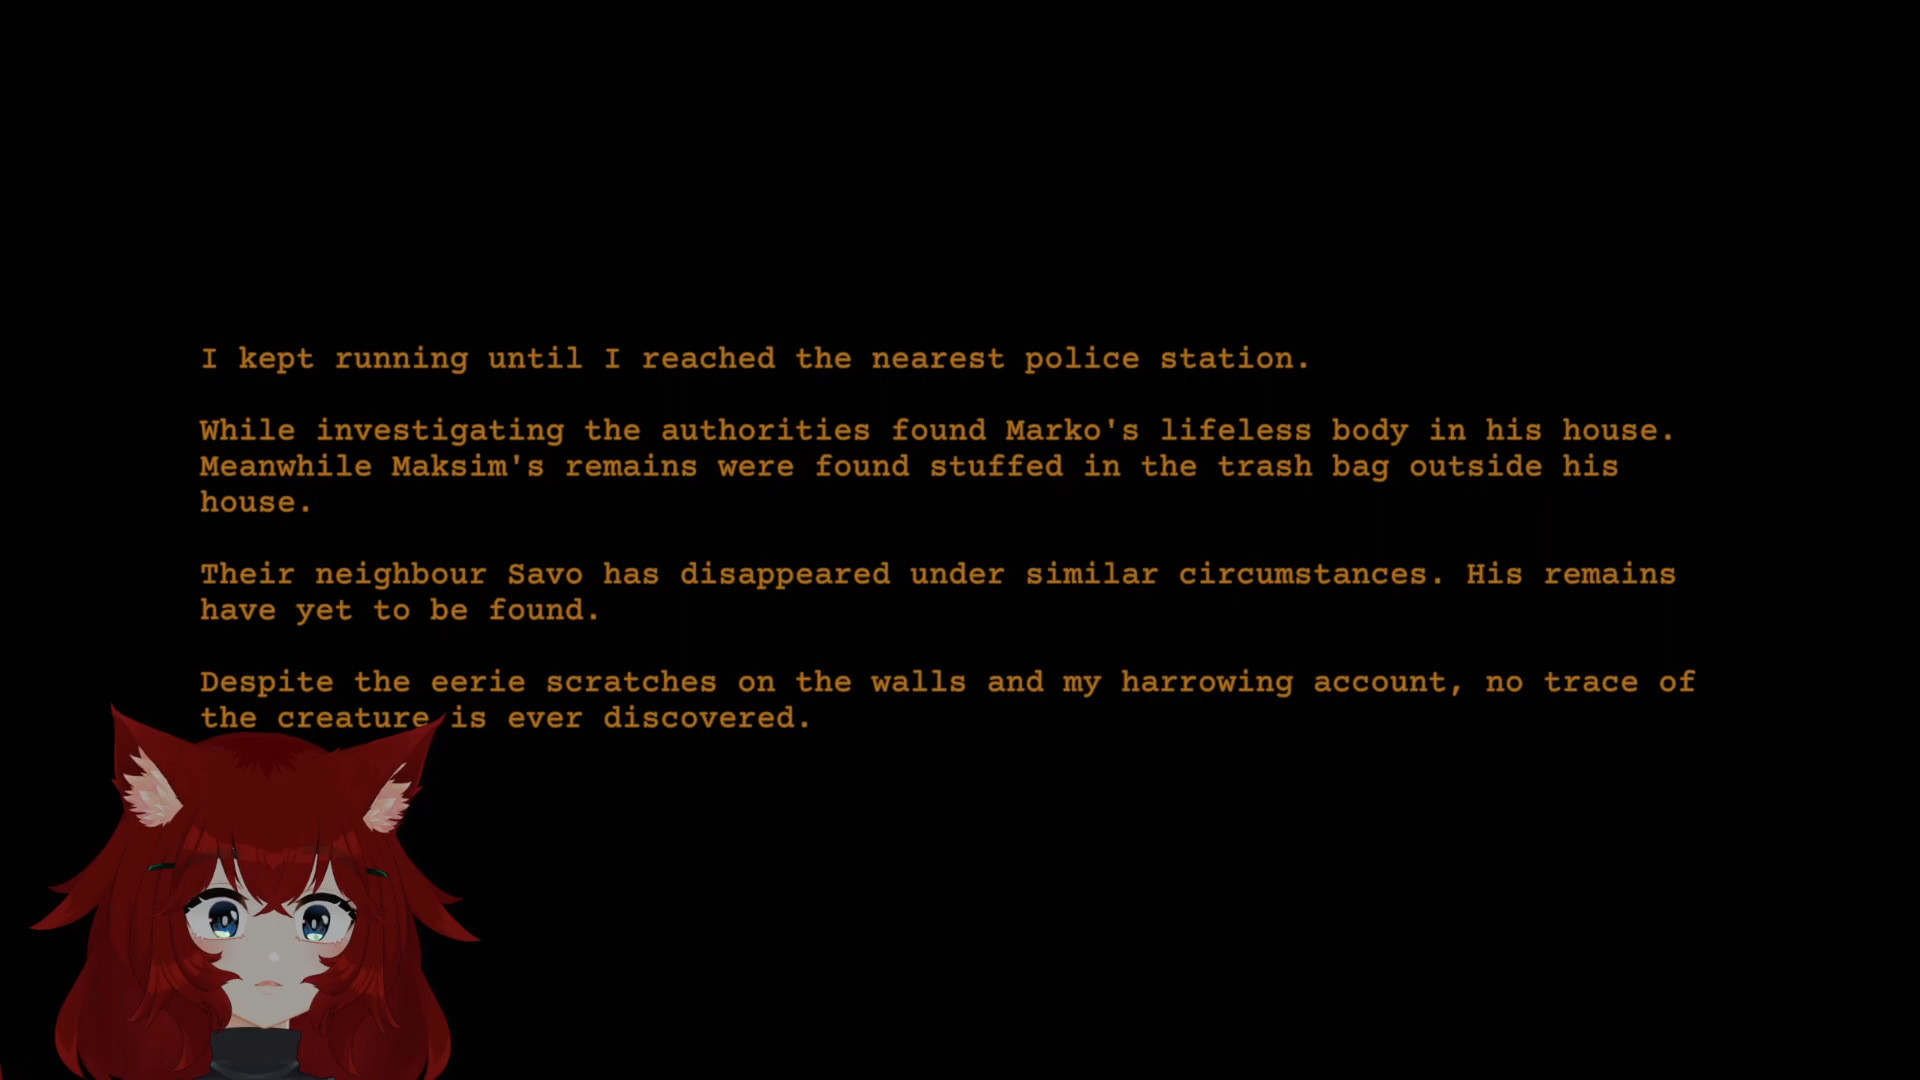 I kept running until I reached the nearest police station.
While investigating the authorities found Marko's lifeless body in his house.
Meanwhile Maksim's remains were found stuffed in the trash bag outside his
house.
Their neighbour Savo has disappeared under similar circumstances. His remains
have yet to be found.
Despite the eerie scratches on the walls and my harrowing account, no trace of
the creature is ever discovered.